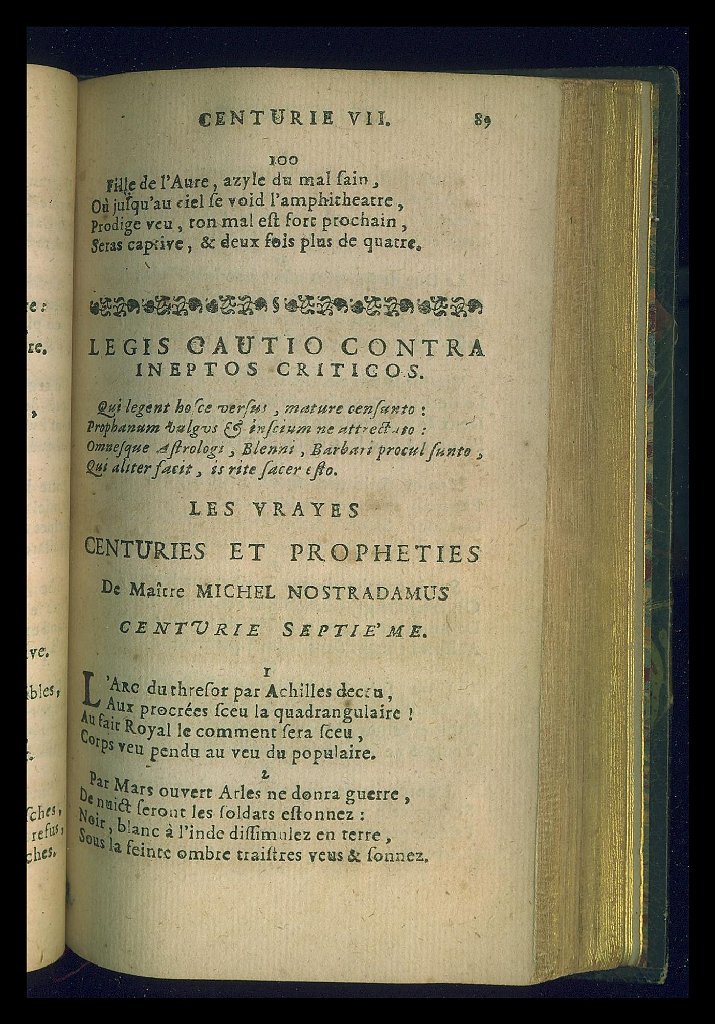 CENTURIE VII. 89
100
Fille de l'Aure, azyle du mal sain,
Où jusqu'au ciel se void l'amphitheatre,
Prodige veu, ton mal est fort prochain,
Seras captive, & deux fois plus de quatre.
LEGIS CAUTIO CONTRA
INEPTOS CRITICOS.
Qui legent hosce versus, mature censunto:
Prophanum vulgus & inscium ne attrectato:
Omnesque Astrologi, Blenni, Barbari procul sunto,
Qui aliter facit, is rite sacer esto.
LES VRAYES
CENTURIES ET PROPHETIES
De Maître MICHEL NOSTRADAMUS
CENTURIE SEPTIE'ME.
1
L'Arc du thresor par Achilles deceu,
Aux procrées sceu la quadrangulaire!
Au fait Royal le comment sera sceu,
Corps veu pendu au veu du populaire.
2
Par Mars ouvert Arles ne donra guerre,
De nuict seront les soldats estonnez:
Noir, blanc à l'inde dissimulez en terre,
Sous la feinte ombre traistres veus & sonnez.